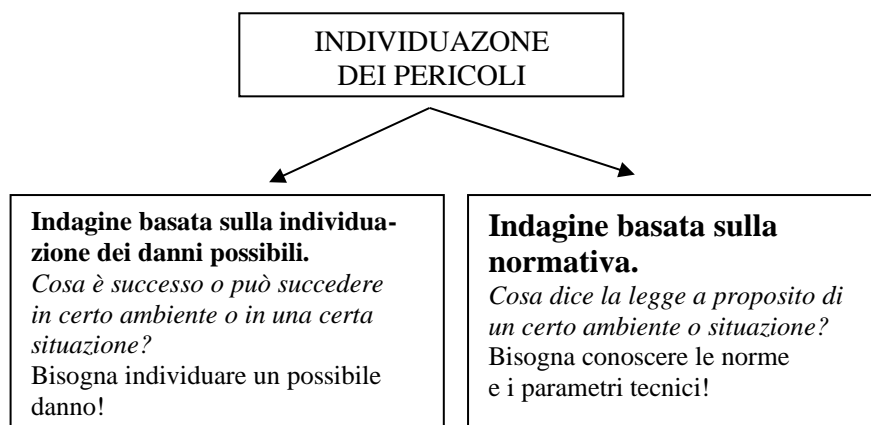 INDIVIDUAZONE
DEI PERICOLI
Indagine basata sulla individua-
zione dei danni possibili.
Cosa è successo o può succedere
in certo ambiente o in una certa
situazione?
Bisogna individuare un possibile
danno!
Indagine basata sulla
normativa.
Cosa dice la legge a proposito di
un certo ambiente o situazione?
Bisogna conoscere le norme
e i parametri tecnici!